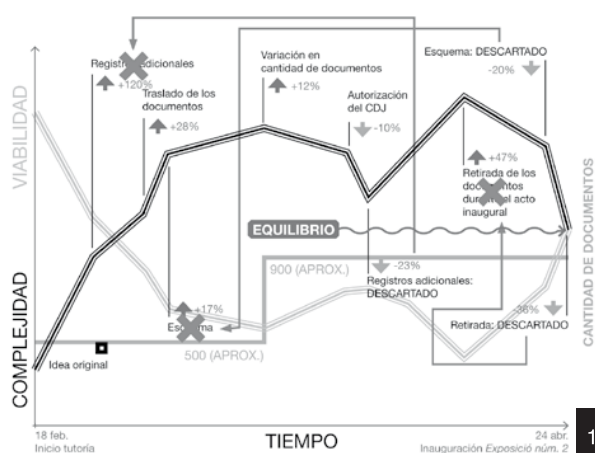 Registros adicionales
+120%
Traslado de los
documentos
+28%
Variación en
cantidad de documentos
+12%
Autorización
del CDJ
-10%
Esquema: DESCARTADO
-20%
+47%
Retirada de los
documentos
durante el acto
inaugural
EQUILIBRIO
900 (APROX.)
-23%
Registros adicionales:
DESCARTADO
+17%
Esquema
500 (APROX.)
-38%
Retirada: DESCARTADO
Idea original
VIABILIDAD
COMPLEJIDAD
CANTIDAD DE DOCUMENTOS
18 feb.
Inicio tutoría
TIEMPO
24 abr.
Inauguración Exposició núm. 2
1